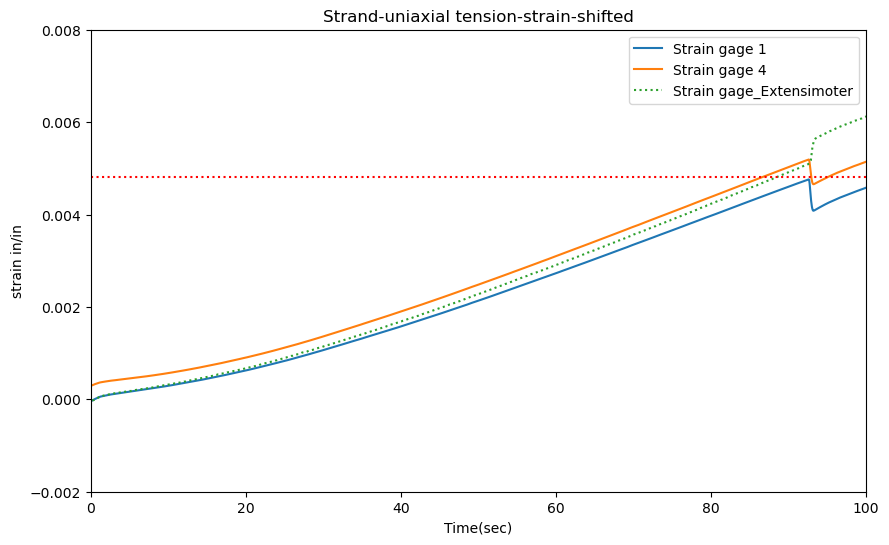 Strand-uniaxial tension-strain-shifted
Strain gage 1
Strain gage 4
Strain gage_Extensimoter
0.008
0.006
0.004
0.002
0.000
−0.002
strain in/in
0 20 40 60 80 100
Time(sec)